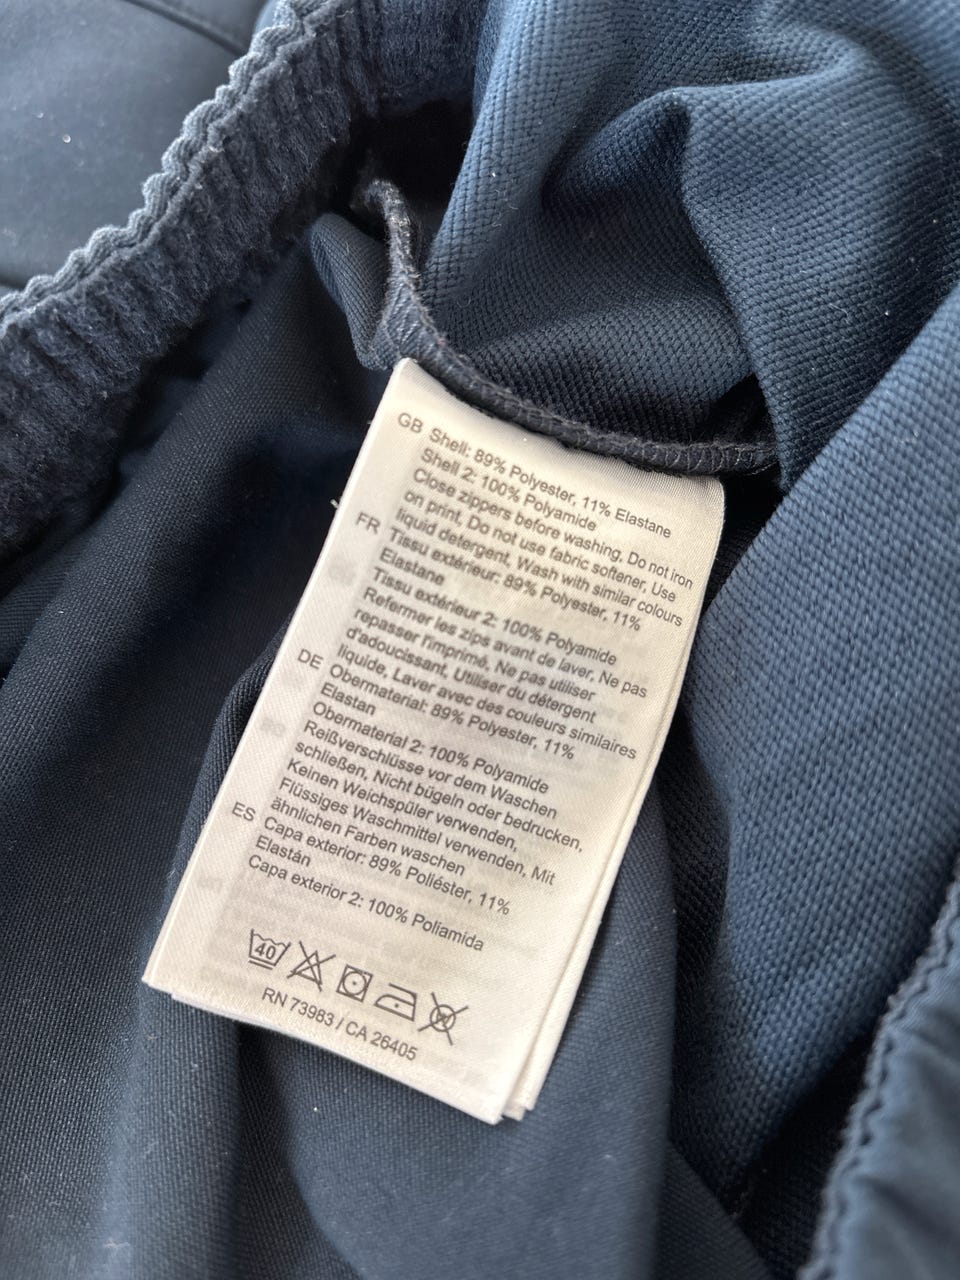 GB Shell: 89% Polyester, 11% Elastane
Shell 2: 100% Polyamide
Close zippers before washing, Do not iron
on print, Do not use fabric softener, Use
liquid detergent, Wash with similar colours
FR Tissu extérieur: 89% Polyester, 11%
Elastane
Tissu extérieur 2: 100% Polyamide
Refermer les zips avant de laver, Ne pas
repasser l'imprimé, Ne pas utiliser
d'adoucissant, Utiliser du détergent
liquide, Laver avec des couleurs similaires
DE Obermaterial: 89% Polyester, 11%
Elastan
Obermaterial 2: 100% Polyamide
Reißverschlüsse vor dem Waschen
schließen, Nicht bügeln oder bedrucken,
Keinen Weichspüler verwenden,
Flüssiges Waschmittel verwenden, Mit
ähnlichen Farben waschen
ES Capa exterior: 89% Poliéster, 11%
Elastán
Capa exterior 2: 100% Poliamida
40
RN 73983 / CA 26405